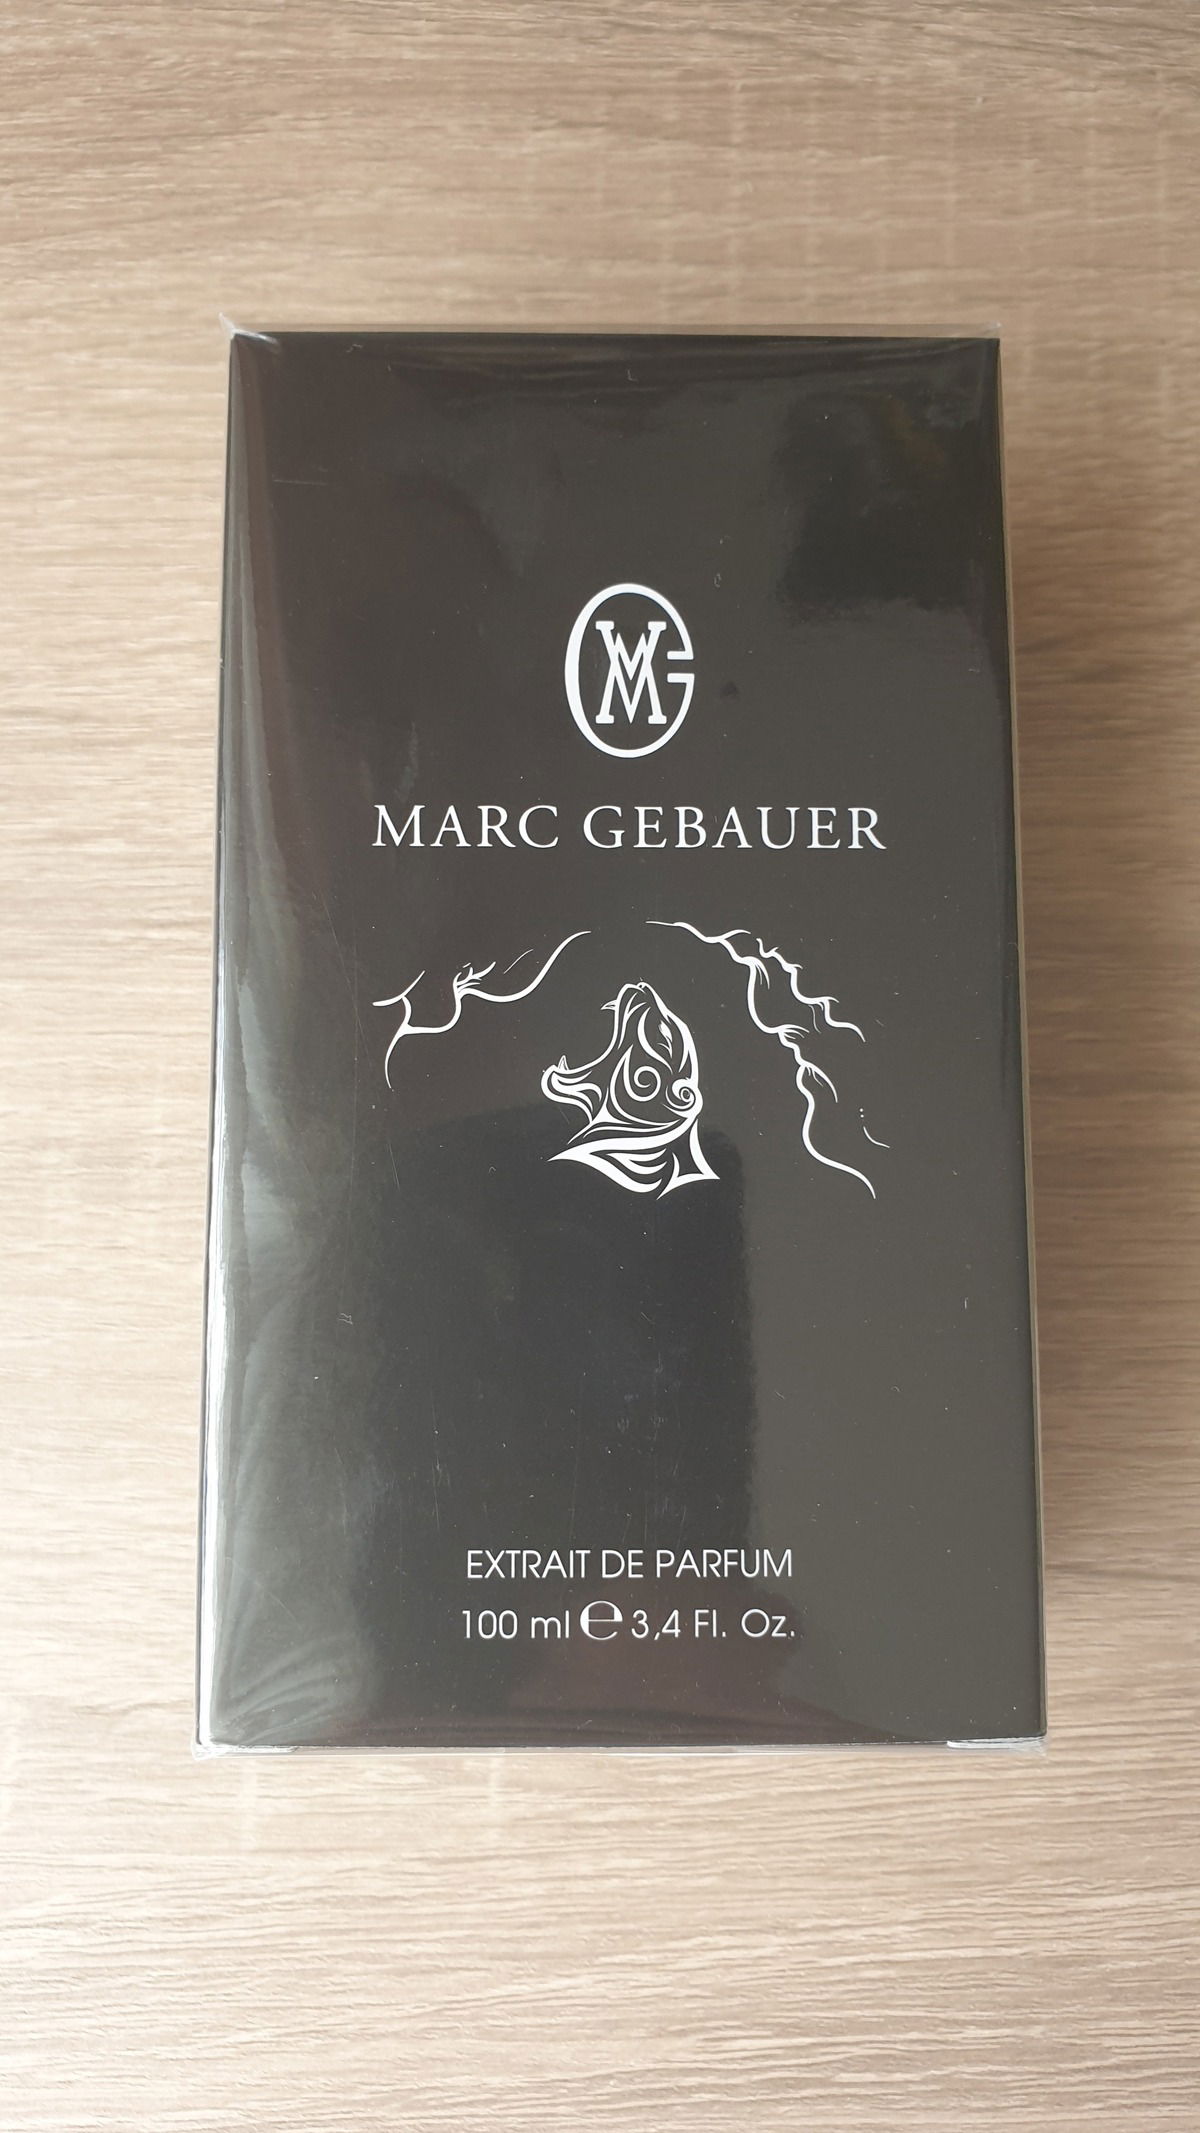 MARC GEBAUER
EXTRAIT DE PARFUM
100 ml ℮ 3,4 Fl. Oz.